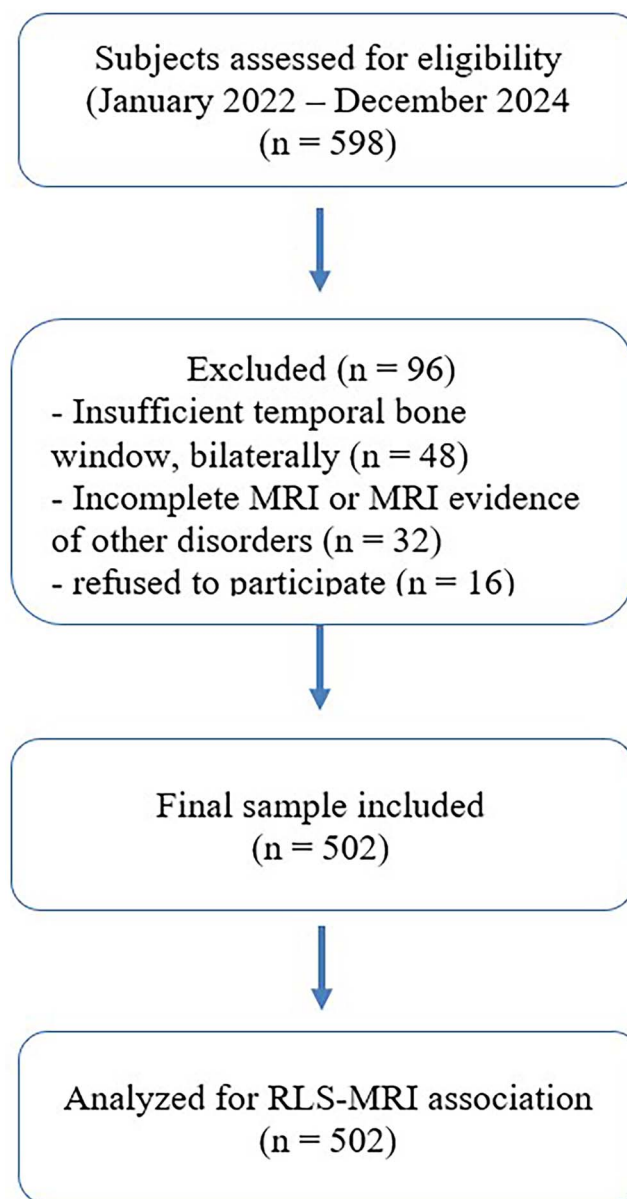 Subjects assessed for eligibility
(January 2022 – December 2024
(n = 598)
Excluded (n = 96)
- Insufficient temporal bone
window, bilaterally (n = 48)
- Incomplete MRI or MRI evidence
of other disorders (n = 32)
- refused to participate (n = 16)
Final sample included
(n = 502)
Analyzed for RLS-MRI association
(n = 502)